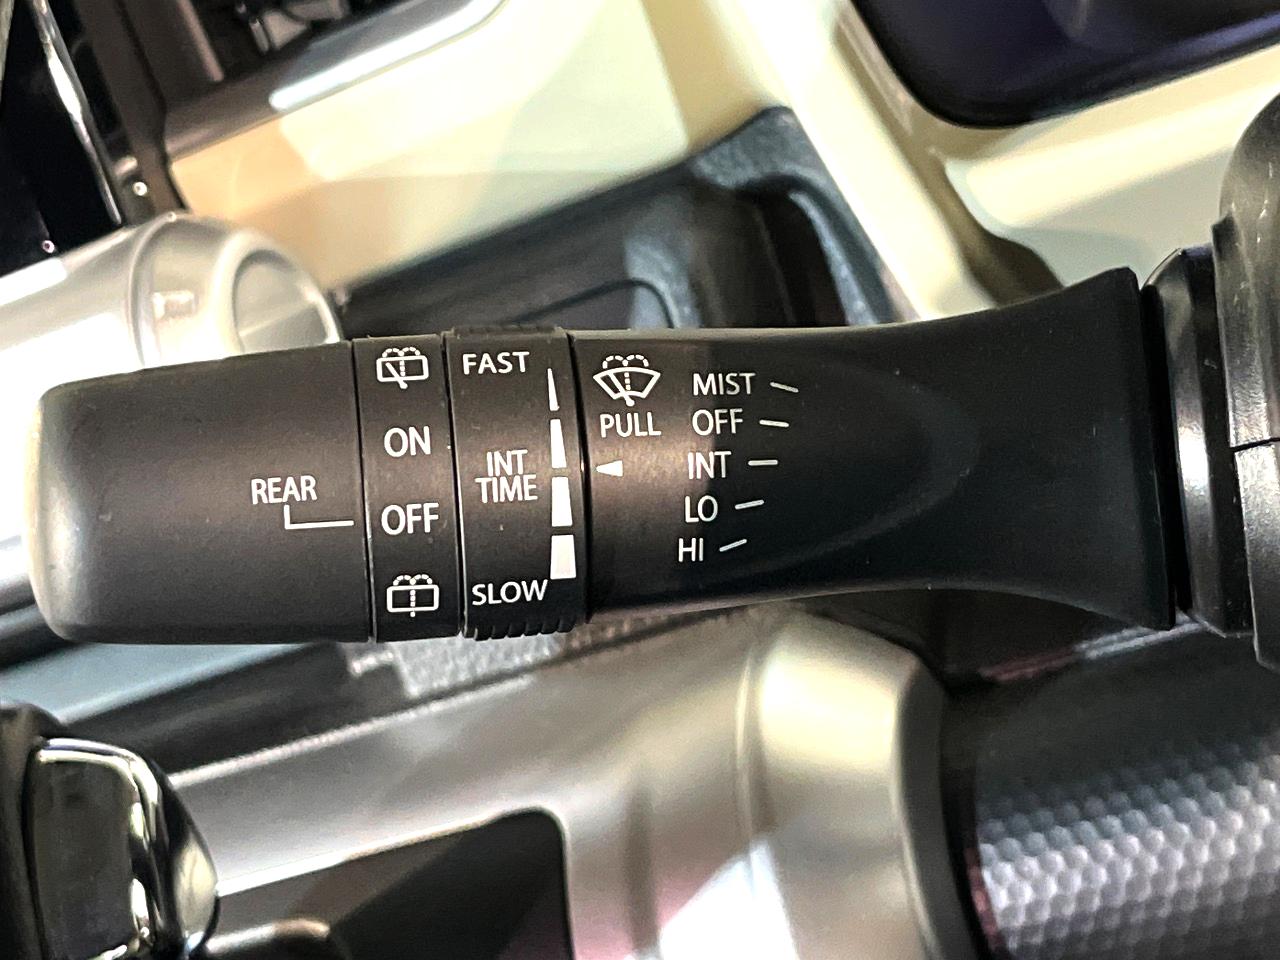 REAR
ON
OFF
FAST
INT
TIME
SLOW
PULL
MIST
OFF
INT
LO
HI